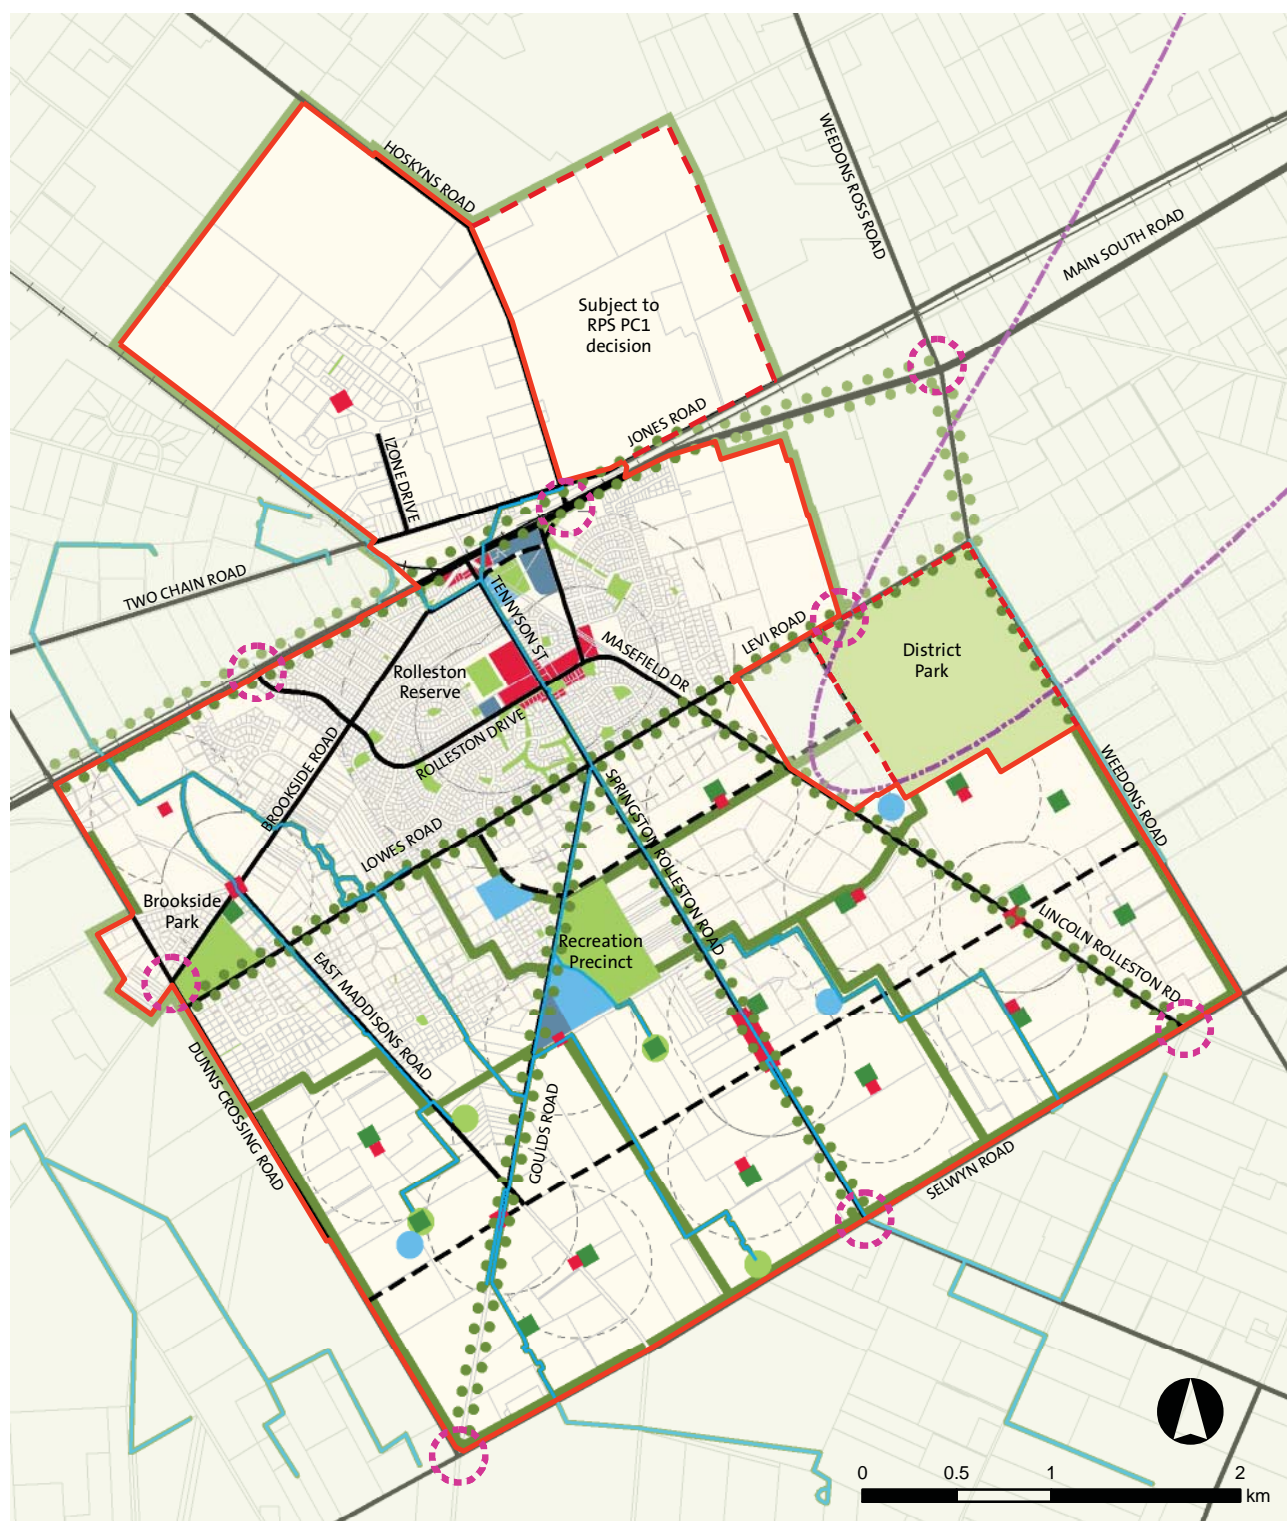 HOSKYNS ROAD
WEEDONS ROSS ROAD
MAIN SOUTH ROAD
Subject to
RPS PC1
decision
JONES ROAD
IZONE DRIVE
TWO CHAIN ROAD
TENNYSON ST
MASEFIELD DR
LEVI ROAD
District
Park
Rolleston
Reserve
ROLLESTON DRIVE
BROOKSIDE ROAD
LOWES ROAD
SPRINGSTON ROLLESTON ROAD
WEEDONS ROAD
Brookside
Park
Recreation
Precinct
LINCOLN ROLLESTON RD
EAST MADDISONS ROAD
DUNNS CROSSING ROAD
GOULDS ROAD
SELWYN ROAD
0 0.5 1 2
km